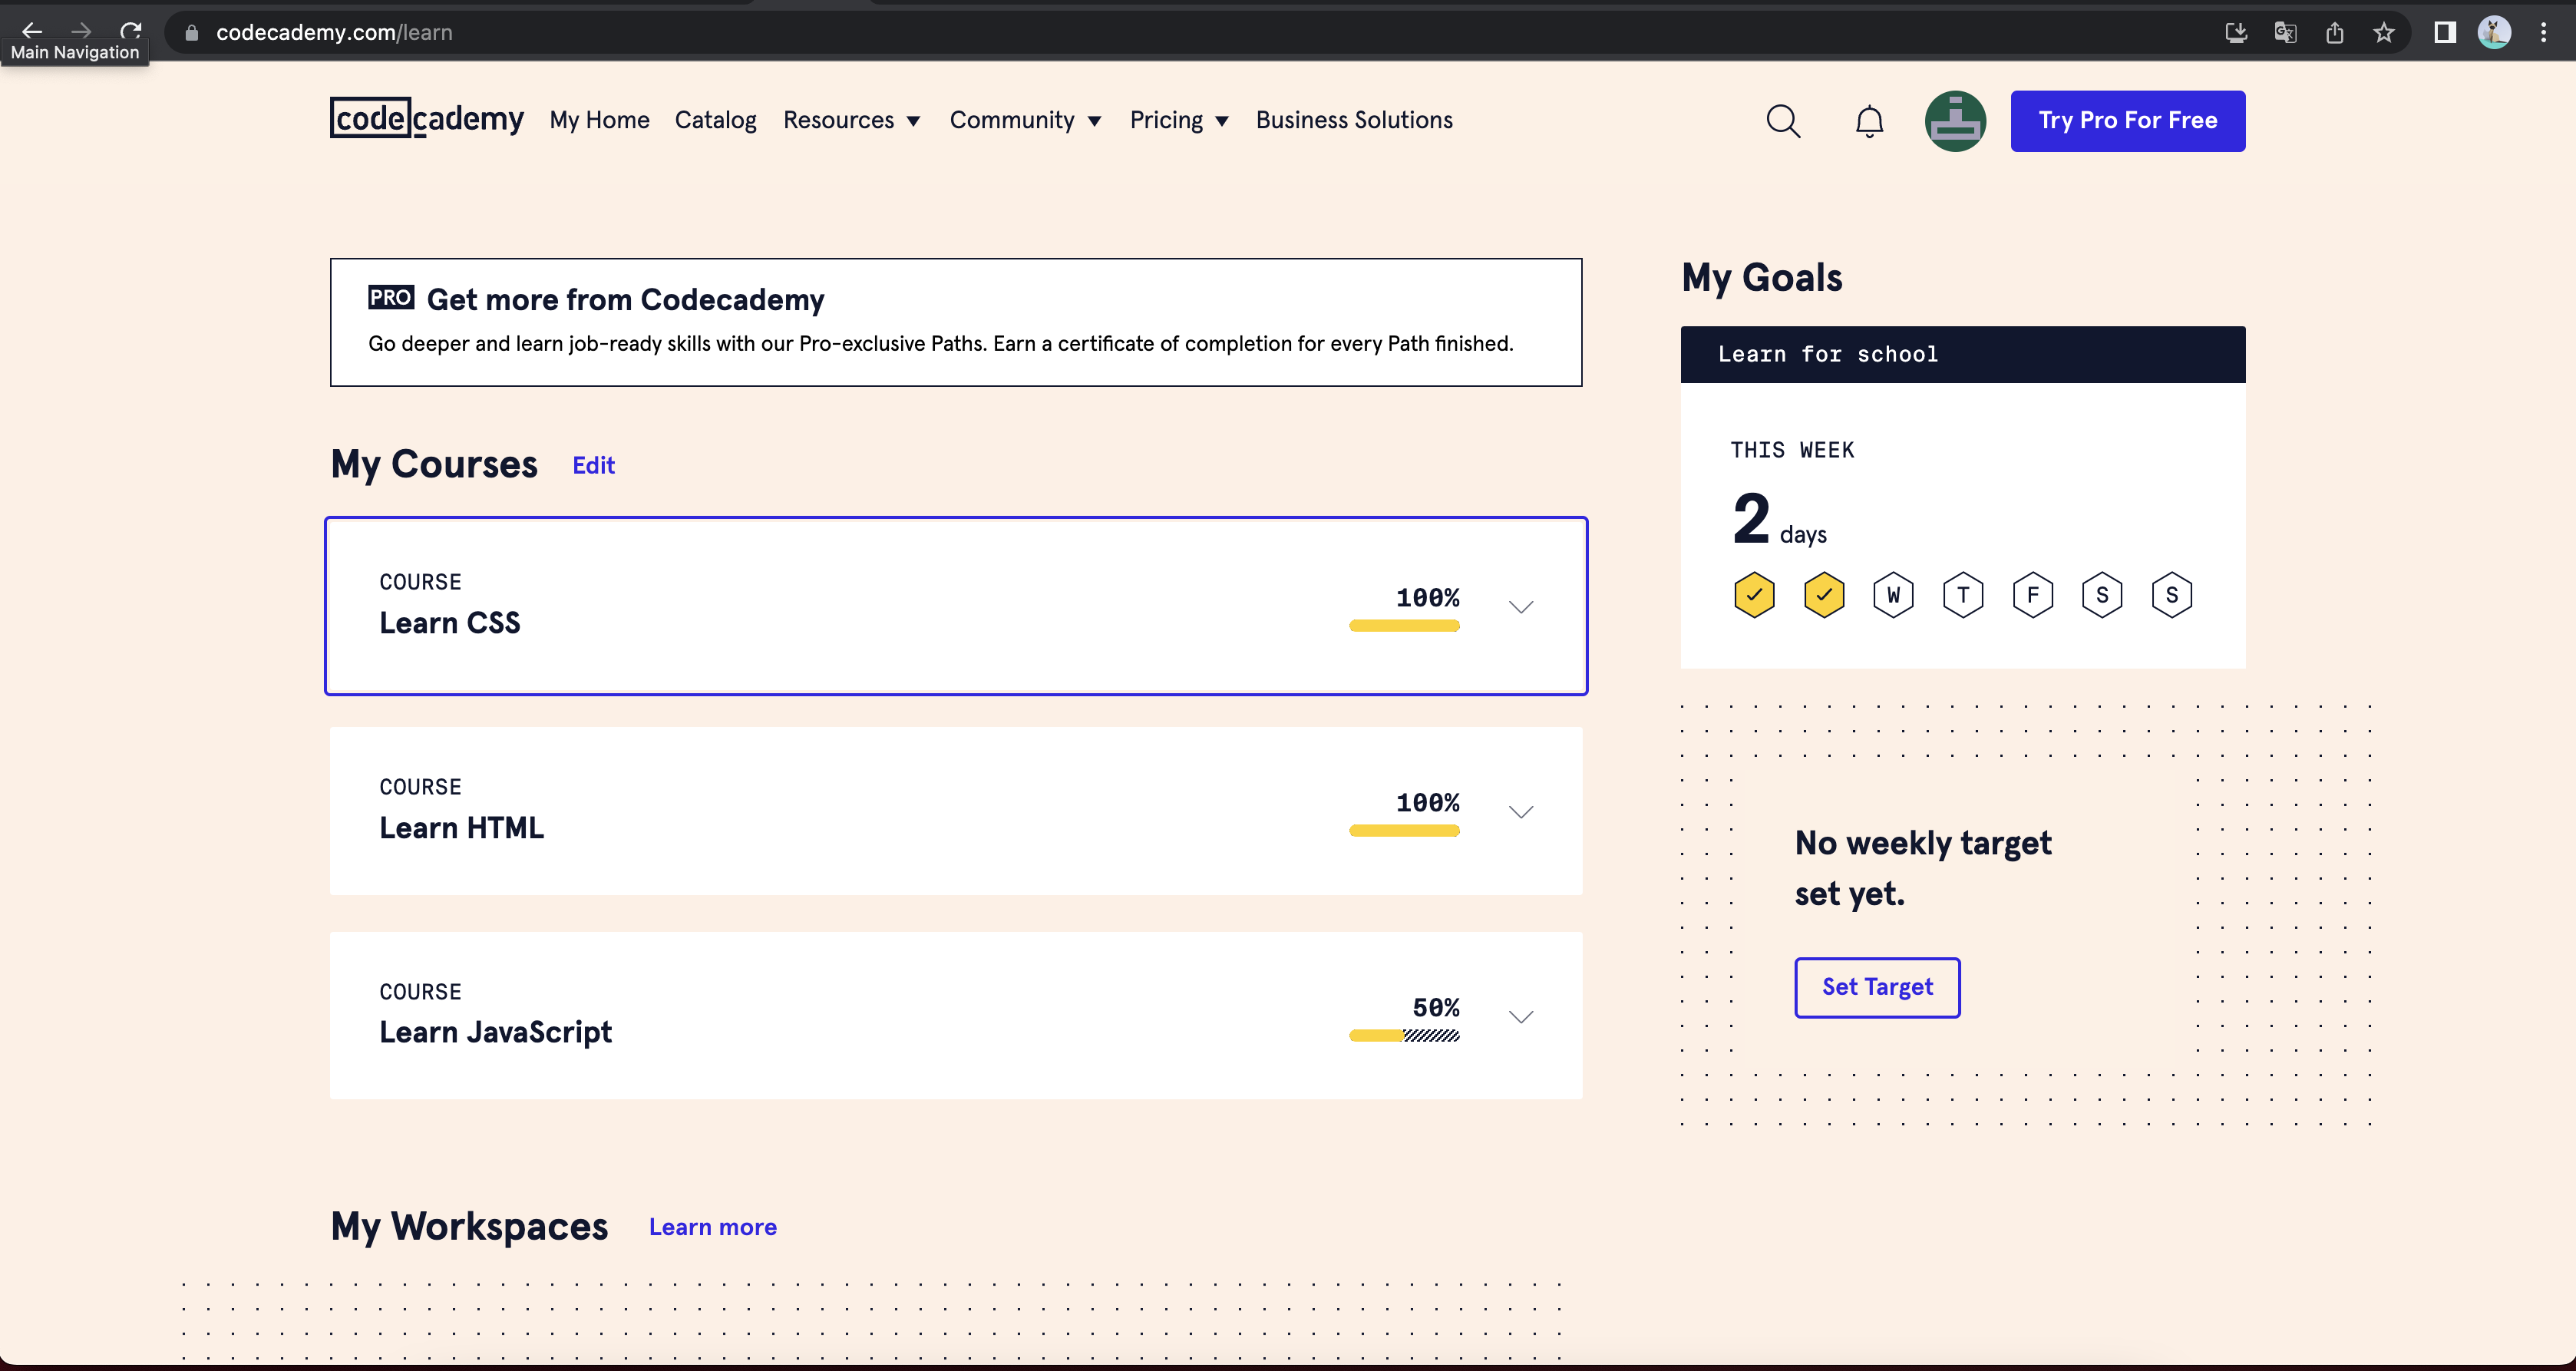 codecademy.com/learn
Main Navigation
codecademy My Home Catalog Resources Community Pricing Business Solutions Try Pro For Free
PRO Get more from Codecademy
Go deeper and learn job-ready skills with our Pro-exclusive Paths. Earn a certificate of completion for every Path finished.
My Courses Edit
COURSE
Learn CSS
100%
COURSE
Learn HTML
100%
COURSE
Learn JavaScript
50%
My Workspaces Learn more
My Goals
Learn for school
THIS WEEK
2 days
W T F S S
No weekly target
set yet.
Set Target